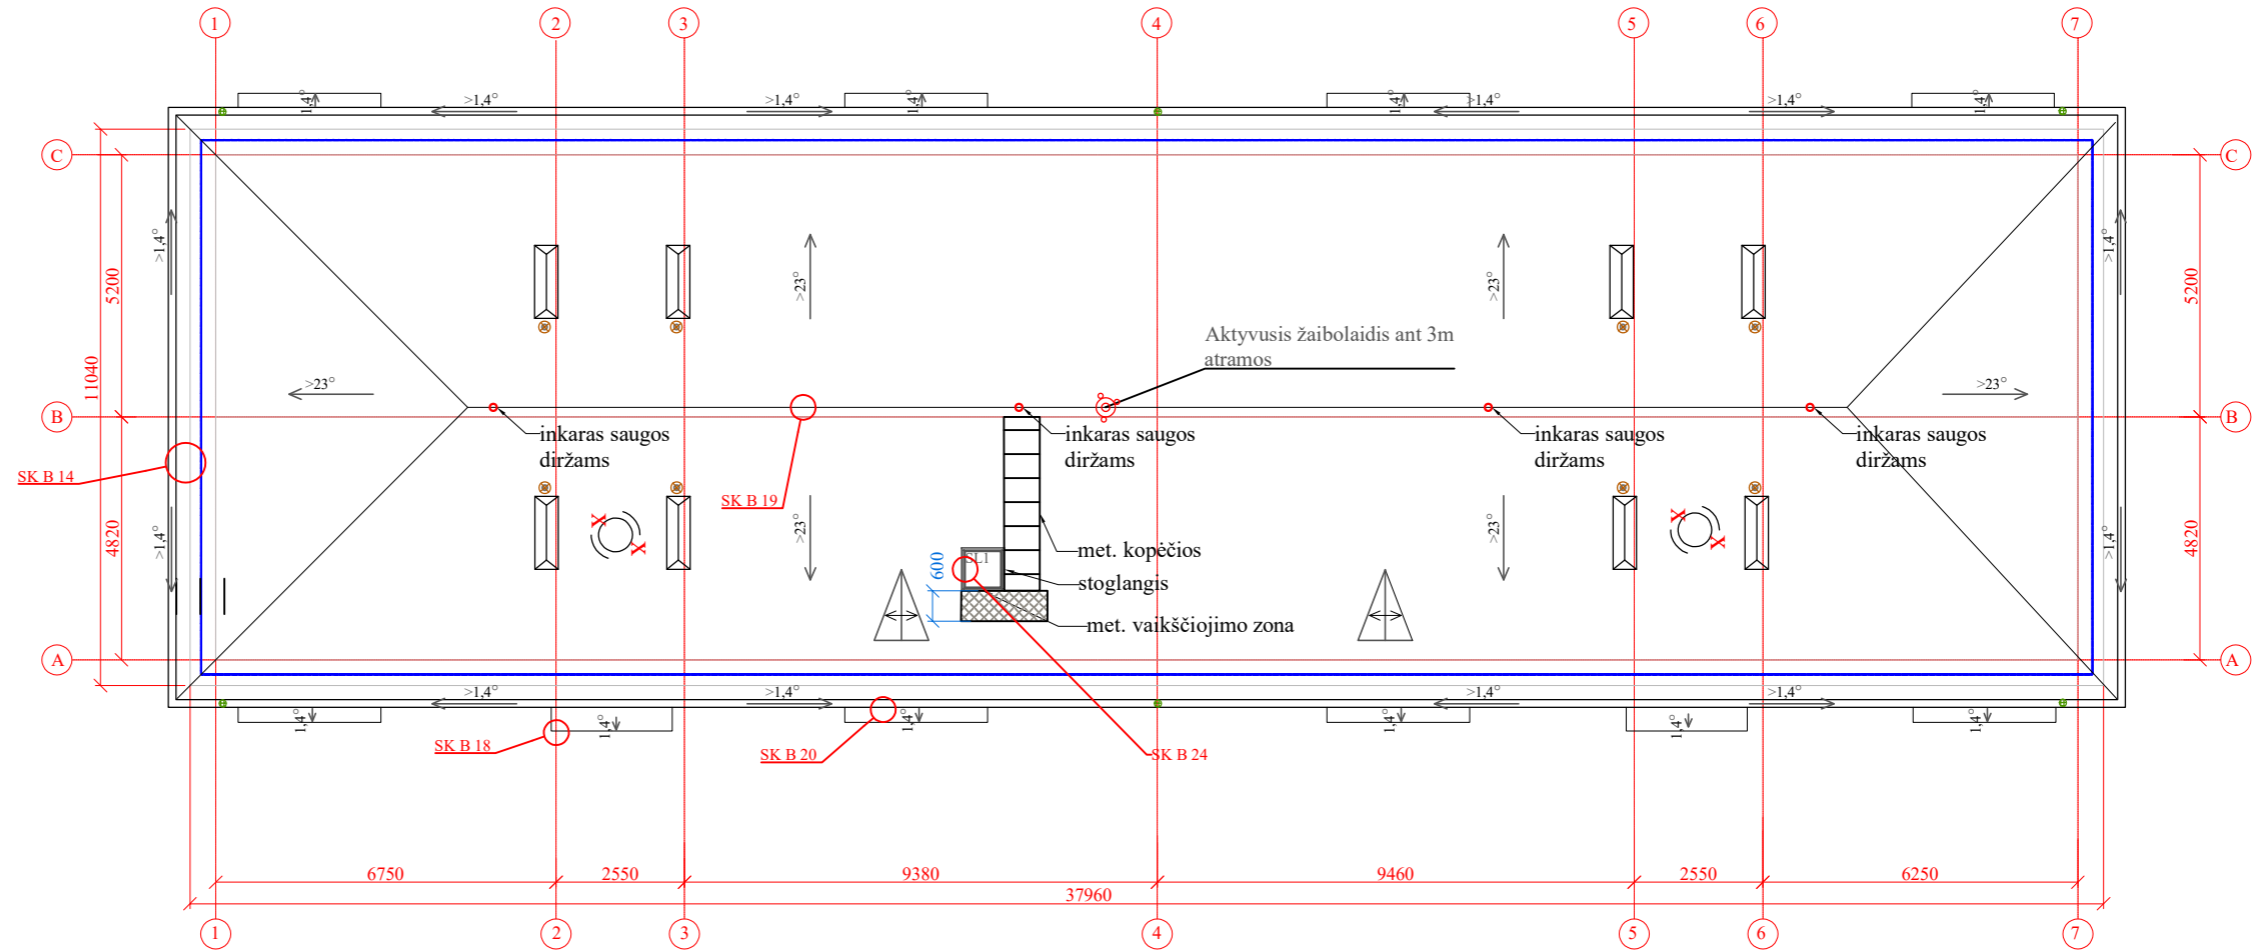 1 2 3 4 5 6 7
1,4° 1,4° 1,4° 1,4°
>1,4° >1,4° >1,4° >1,4°
C C
>1,4° >1,4°
5200 5200
>23° >23°
11040
Aktyvusis žaibolaidis ant 3m
atramos
>23° >23°
B B
inkaras saugos
diržams
inkaras saugos
diržams
inkaras saugos
diržams
inkaras saugos
diržams
SK B 14
SK B 19
4820 4820
>1,4° >1,4°
>23° >23°
X X X X
met. kopėčios
SL1
600
stoglangis
met. vaikščiojimo zona
A A
>1,4° >1,4° >1,4° >1,4°
1,4° 1,4° 1,4° 1,4° 1,4° 1,4°
SK B 18
SK B 20
SK B 24
6750 2550 9380 9460 2550 6250
37960
1 2 3 4 5 6 7